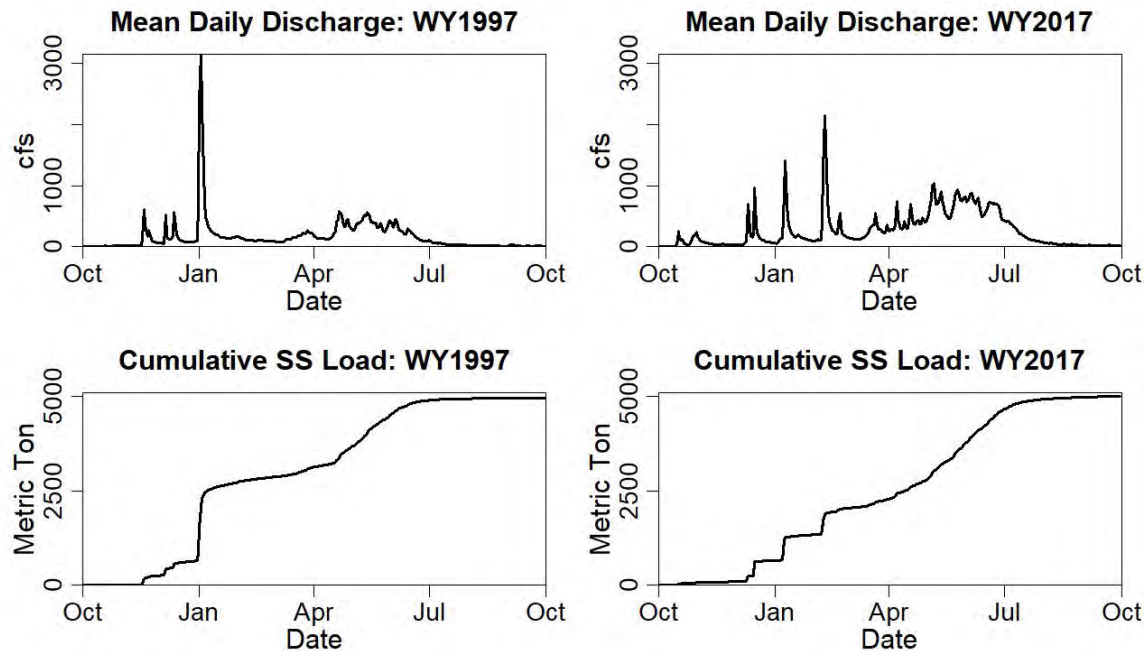 Mean Daily Discharge: WY1997
cfs
3000
1000
0
Oct
Jan
Apr
Jul
Oct
Date
Mean Daily Discharge: WY2017
cfs
3000
1000
0
Oct
Jan
Apr
Jul
Oct
Date
Cumulative SS Load: WY1997
Metric Ton
5000
2500
0
Oct
Jan
Apr
Jul
Oct
Date
Cumulative SS Load: WY2017
Metric Ton
5000
2500
0
Oct
Jan
Apr
Jul
Oct
Date